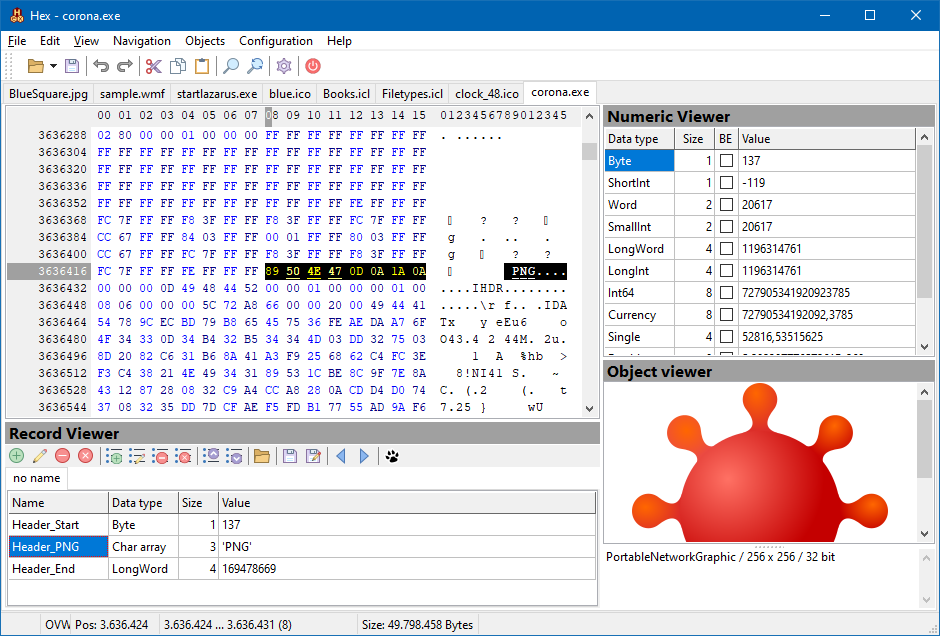 Hex - corona.exe
File Edit View Navigation Objects Configuration Help
BlueSquare.jpg sample.wmf startlazarus.exe blue.ico Books.icl Filetypes.icl clock_48.ico corona.exe
00 01 02 03 04 05 06 07 08 09 10 11 12 13 14 15 0123456789012345
3636288 02 80 00 00 01 00 00 00 FF FF FF FF FF FF FF FF . ......
3636304 FF FF FF FF FF FF FF FF FF FF FF FF FF FF FF FF
3636320 FF FF FF FF FF FF FF FF FF FF FF FF FF FF FF FF
3636336 FF FF FF FF FF FF FF FF FF FF FF FF FF FF FF FF
3636352 FF FF FF FF FF FF FF FF FF FF FF FF FE FF FF FF
3636368 FC 7F FF FF F8 3F FF FF F8 3F FF FF FC 7F FF FF ? ?
3636384 CC 67 FF FF 84 03 FF FF 00 01 FF FF 80 03 FF FF g . .. .
3636400 CC 67 FF FF FC 7F FF FF F8 3F FF FF F8 3F FF FF g ? ?
3636416 FC 7F FF FF FE FF FF FF 89 50 4E 47 0D 0A 1A 0A PNG....
3636432 00 00 00 0D 49 48 44 52 00 00 01 00 00 00 01 00 ....IHDR........
3636448 08 06 00 00 00 5C 72 A8 66 00 00 20 00 49 44 41 .....\r f.. .IDA
3636464 54 78 9C EC BD 79 B8 65 45 75 36 FE AE DA A7 6F Tx y eEu6 o
3636480 4F 34 33 0D 34 B4 32 B5 34 34 4D 03 DD 32 75 03 O43.4 2 44M. 2u.
3636496 8D 20 82 C6 31 B6 8A 41 A3 F9 25 68 62 C4 FC 3E 1 A %hb >
3636512 F3 C4 38 21 4E 49 34 31 89 53 1C BE 8C 9F 7E 8A 8!NI41 S. ~
3636528 43 12 87 28 08 32 C9 A4 CC A8 28 0A CD D4 D0 74 C. (.2 (. t
3636544 37 08 32 35 DD 7D CF AE F5 FD B1 77 55 AD 9A F6 7.25 } wU
Numeric Viewer
Data type Size BE Value
Byte 1 137
ShortInt 1 -119
Word 2 20617
SmallInt 2 20617
LongWord 4 1196314761
LongInt 4 1196314761
Int64 8 727905341920923785
Currency 8 72790534192092,3785
Single 4 52816,53515625
Object viewer
PortableNetworkGraphic / 256 x 256 / 32 bit
Record Viewer
no name
Name Data type Size Value
Header_Start Byte 1 137
Header_PNG Char array 3 'PNG'
Header_End LongWord 4 169478669
OVW Pos: 3.636.424 3.636.424 ... 3.636.431 (8) Size: 49.798.458 Bytes